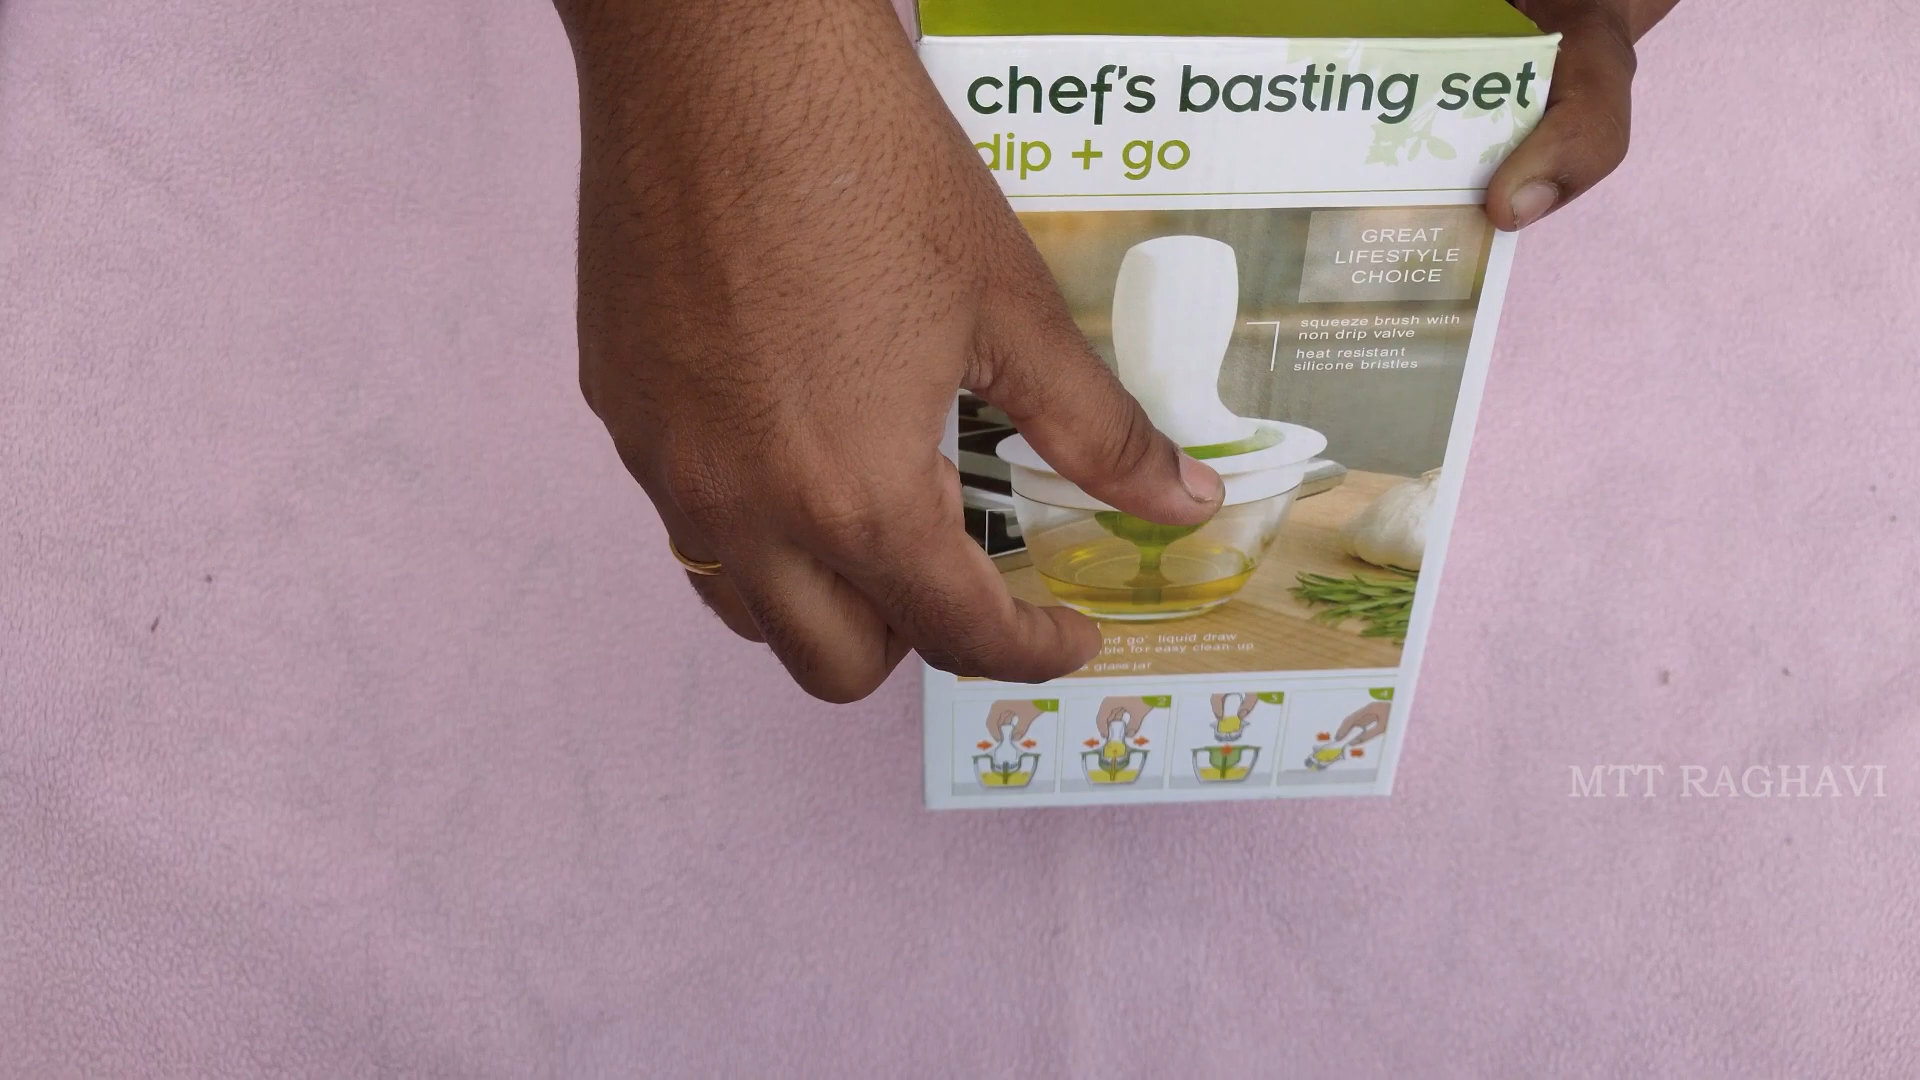 chef's basting set
dip + go
GREAT
LIFESTYLE
CHOICE
squeeze brush with
non drip valve
heat resistant
silicone bristles
go' liquid draw
for easy clean-up
glass jar
1
2
3
4
MTT RAGHAVI